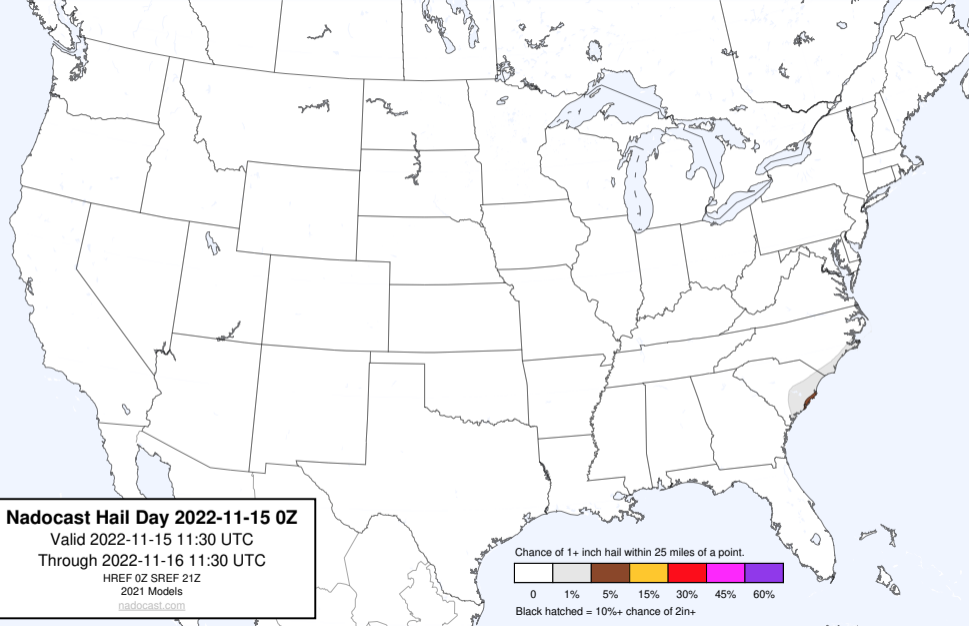 Nadocast Hail Day 2022-11-15 0Z
Valid 2022-11-15 11:30 UTC
Through 2022-11-16 11:30 UTC
HREF 0Z SREF 21Z
2021 Models
nadocast.com
Chance of 1+ inch hail within 25 miles of a point.
0 1% 5% 15% 30% 45% 60%
Black hatched = 10%+ chance of 2in+